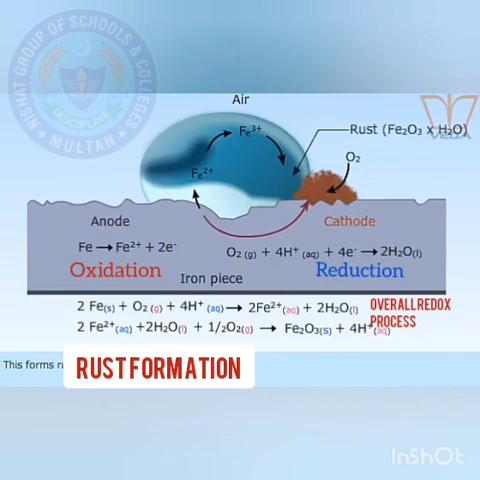 NISHAT GROUP OF SCHOOLS & COLLEGES
DISCIPLINE
MULTAN
Air
Fe³⁺
Rust (Fe₂O₃ x H₂O)
VEDA
O₂
Fe²⁺
Anode
Cathode
Fe → Fe²⁺ + 2e⁻
O₂ (g) + 4H⁺ (aq) + 4e⁻ → 2H₂O(l)
Oxidation
Reduction
Iron piece
2 Fe(s) + O₂ (g) + 4H⁺ (aq) → 2Fe²⁺(aq) + 2H₂O(l)
OVERALL REDOX
PROCESS
2 Fe²⁺(aq) +2H₂O(l) + 1/2O₂(g) → Fe₂O₃(s) + 4H⁺(aq)
This forms
RUST FORMATION
InShOt